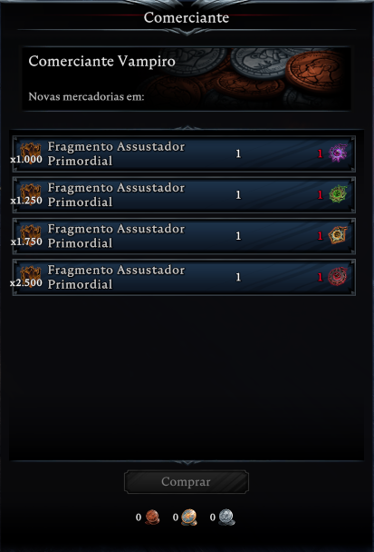 Comerciante
Comerciante Vampiro
Novas mercadorias em:
Fragmento Assustador
Primordial
x1.000
1
1
Fragmento Assustador
Primordial
x1.250
1
1
Fragmento Assustador
Primordial
x1.750
1
1
Fragmento Assustador
Primordial
x2.500
1
1
Comprar
0
0
0